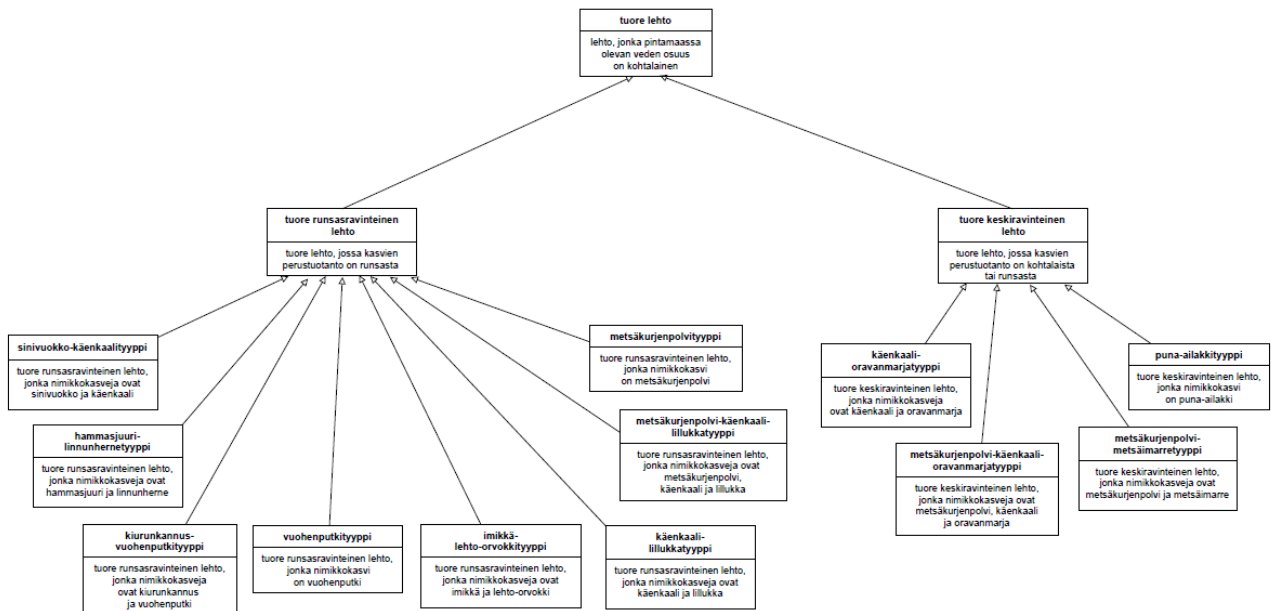 tuore lehto
lehto, jonka pintamaassa
olevan veden osuus
on kohtalainen
tuore runsasravinteinen
lehto
tuore lehto, jossa kasvien
perustuotanto on runsasta
tuore keskiravinteinen
lehto
tuore lehto, jossa kasvien
perustuotanto on kohtalaista
tai runsasta
sinivuokko-käenkaalityyppi
tuore runsasravinteinen lehto,
jonka nimikkokasveja ovat
sinivuokko ja käenkaali
metsäkurjenpolvityyppi
tuore runsasravinteinen lehto,
jonka nimikkokasvi
on metsäkurjenpolvi
käenkaali-
oravanmarjatyyppi
tuore keskiravinteinen lehto,
jonka nimikkokasveja
ovat käenkaali ja oravanmarja
puna-ailakkityyppi
tuore keskiravinteinen lehto,
jonka nimikkokasvi
on puna-ailakki
hammasjuuri-
linnunhernetyyppi
tuore runsasravinteinen lehto,
jonka nimikkokasveja ovat
hammasjuuri ja linnunherne
metsäkurjenpolvi-käenkaali-
lillukkatyyppi
tuore runsasravinteinen lehto,
jonka nimikkokasveja ovat
metsäkurjenpolvi,
käenkaali ja lillukka
metsäkurjenpolvi-käenkaali-
oravanmarjatyyppi
tuore keskiravinteinen lehto,
jonka nimikkokasveja ovat
metsäkurjenpolvi, käenkaali
ja oravanmarja
metsäkurjenpolvi-
metsäimarretyyppi
tuore keskiravinteinen lehto,
jonka nimikkokasveja ovat
metsäkurjenpolvi ja metsäimarre
kiurunkannus-
vuohenputkityyppi
tuore runsasravinteinen lehto,
jonka nimikkokasveja
ovat kiurunkannus
ja vuohenputki
vuohenputkityyppi
tuore runsasravinteinen lehto,
jonka nimikkokasvi
on vuohenputki
imikkä-
lehto-orvokkityyppi
tuore runsasravinteinen lehto,
jonka nimikkokasveja ovat
imikkä ja lehto-orvokki
käenkaali-
lillukkatyyppi
tuore runsasravinteinen lehto,
jonka nimikkokasveja ovat
käenkaali ja lillukka